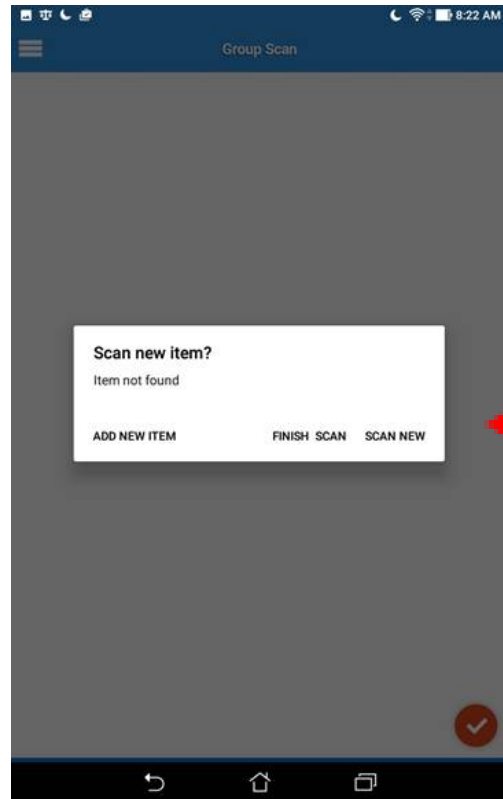 8:22 AM
Group Scan
Scan new item?
Item not found
ADD NEW ITEM FINISH SCAN SCAN NEW